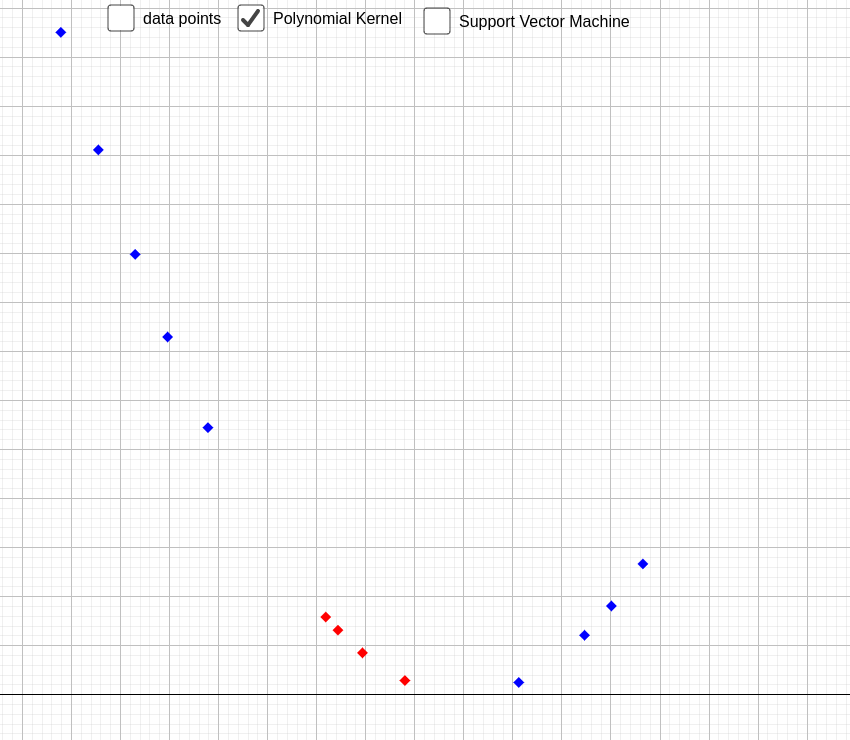 data points
Polynomial Kernel
Support Vector Machine